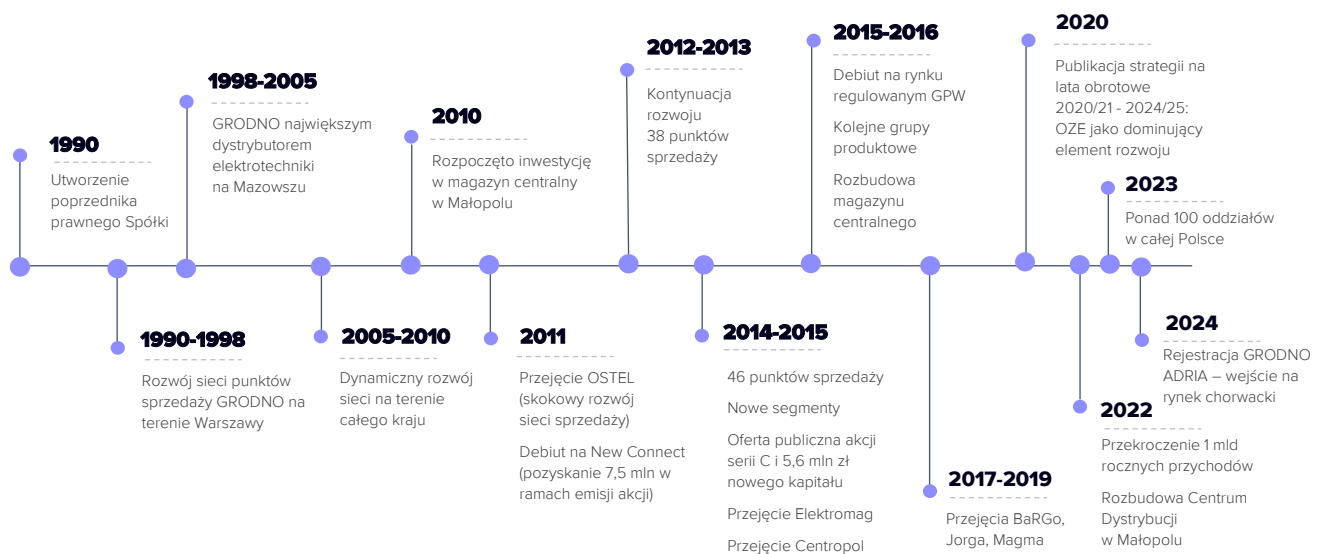 1990
Utworzenie
poprzednika
prawnego Spółki
1990-1998
Rozwój sieci punktów
sprzedaży GRODNO na
terenie Warszawy
1998-2005
GRODNO największym
dystrybutorem
elektrotechniki
na Mazowszu
2005-2010
Dynamiczny rozwój
sieci na terenie
całego kraju
2010
Rozpoczęto inwestycję
w magazyn centralny
w Małopolu
2011
Przejęcie OSTEL
(skokowy rozwój
sieci sprzedaży)
Debiut na New Connect
(pozyskanie 7,5 mln w
ramach emisji akcji)
2012-2013
Kontynuacja
rozwoju
38 punktów
sprzedaży
2014-2015
46 punktów sprzedaży
Nowe segmenty
Oferta publiczna akcji
serii C i 5,6 mln zł
nowego kapitału
Przejęcie Elektromag
Przejęcie Centropol
2015-2016
Debiut na rynku
regulowanym GPW
Kolejne grupy
produktowe
Rozbudowa
magazynu
centralnego
2017-2019
Przejęcia BaRGo,
Jorga, Magma
2020
Publikacja strategii na
lata obrotowe
2020/21 - 2024/25:
OZE jako dominujący
element rozwoju
2022
Przekroczenie 1 mld
rocznych przychodów
Rozbudowa Centrum
Dystrybucji
w Małopolu
2023
Ponad 100 oddziałów
w całej Polsce
2024
Rejestracja GRODNO
ADRIA – wejście na
rynek chorwacki